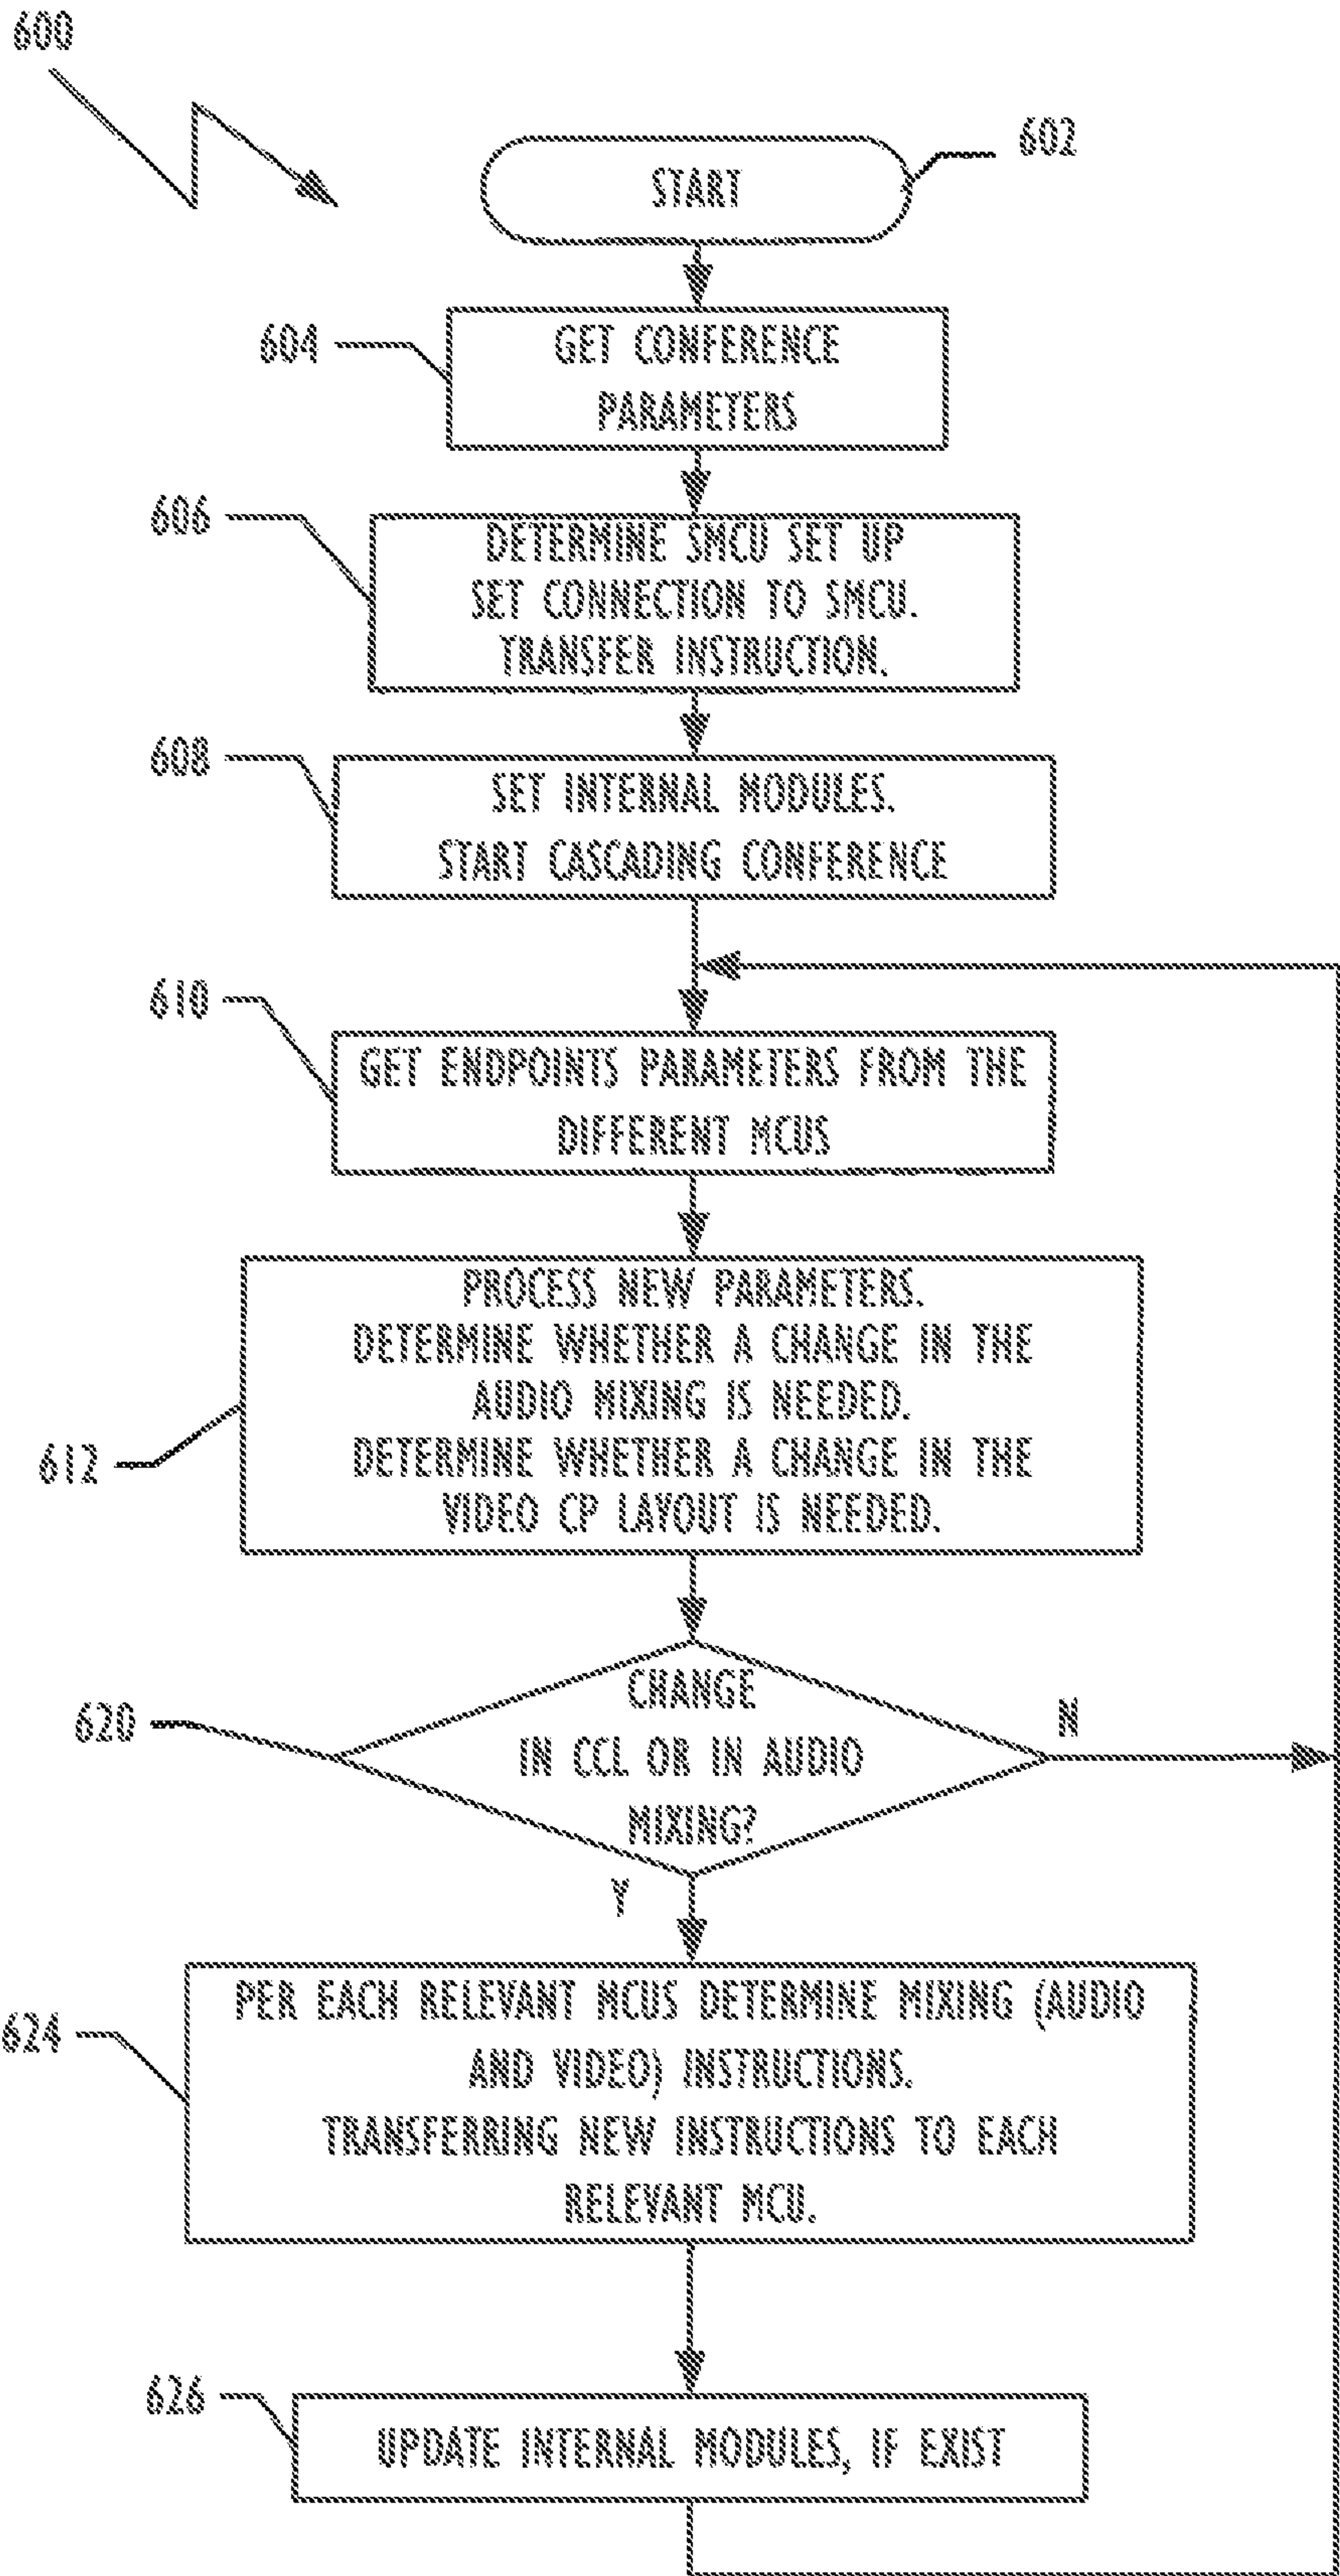 600
START
602
604
GET CONFERENCE
PARAMETERS
606
DETERMINE SMCU SET UP
SET CONNECTION TO SMCU.
TRANSFER INSTRUCTION.
608
SET INTERNAL MODULES.
START CASCADING CONFERENCE
610
GET ENDPOINTS PARAMETERS FROM THE
DIFFERENT MCUS
612
PROCESS NEW PARAMETERS.
DETERMINE WHETHER A CHANGE IN THE
AUDIO MIXING IS NEEDED.
DETERMINE WHETHER A CHANGE IN THE
VIDEO CP LAYOUT IS NEEDED.
620
CHANGE
IN CCL OR IN AUDIO
MIXING?
N
Y
624
PER EACH RELEVANT MCUS DETERMINE MIXING (AUDIO
AND VIDEO) INSTRUCTIONS.
TRANSFERRING NEW INSTRUCTIONS TO EACH
RELEVANT MCU.
626
UPDATE INTERNAL MODULES, IF EXIST